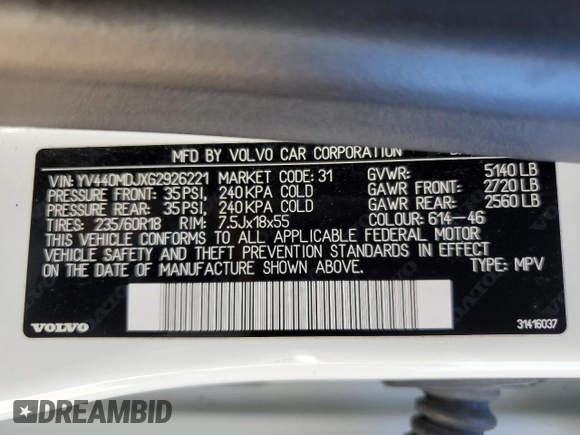 MFD BY VOLVO CAR CORPORATION
VIN: YV440MDJXG2926221 MARKET CODE: 31 GVWR: 5140 LB
PRESSURE FRONT: 35 PSI, 240 KPA COLD GAWR FRONT: 2720 LB
PRESSURE REAR: 35 PSI, 240 KPA COLD GAWR REAR: 2560 LB
TIRES: 235/60R18 RIM: 7.5Jx18x55 COLOUR: 614-46
THIS VEHICLE CONFORMS TO ALL APPLICABLE FEDERAL MOTOR
VEHICLE SAFETY AND THEFT PREVENTION STANDARDS IN EFFECT
ON THE DATE OF MANUFACTURE SHOWN ABOVE. TYPE: MPV
VOLVO 31416037
DREAMBID